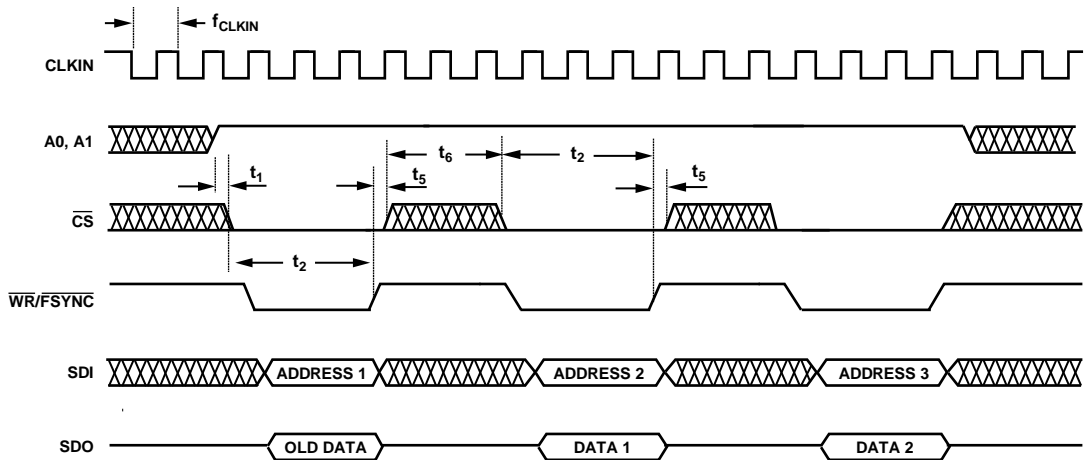 fCLKIN
CLKIN
A0, A1
t6
t2
t1
t5
t5
CS
t2
WR/FSYNC
SDI
ADDRESS 1
ADDRESS 2
ADDRESS 3
SDO
OLD DATA
DATA 1
DATA 2